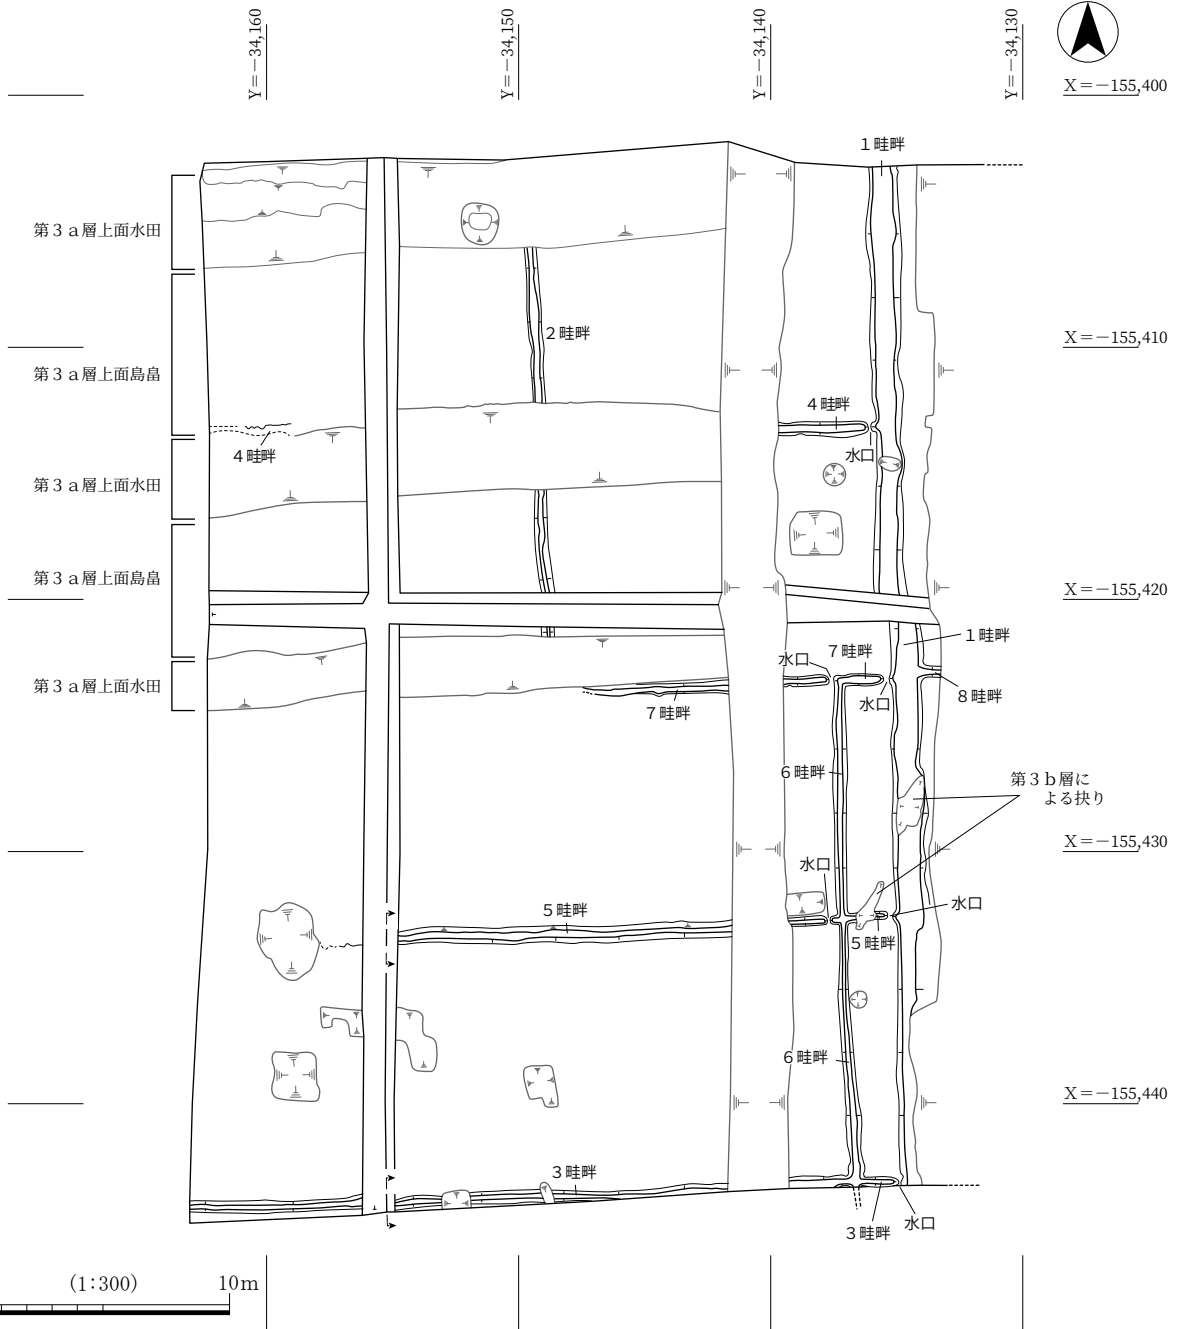 Y＝－34,160
Y＝－34,150
Y＝－34,140
Y＝－34,130
X＝－155,400
1畦畔
第3a層上面水田
2畦畔
X＝－155,410
第3a層上面島畠
4畦畔
4畦畔
水口
第3a層上面水田
第3a層上面島畠
X＝－155,420
1畦畔
水口
7畦畔
第3a層上面水田
8畦畔
水口
7畦畔
6畦畔
第3b層に
よる抉り
X＝－155,430
水口
水口
5畦畔
5畦畔
6畦畔
X＝－155,440
3畦畔
水口
3畦畔
(1:300)
10m